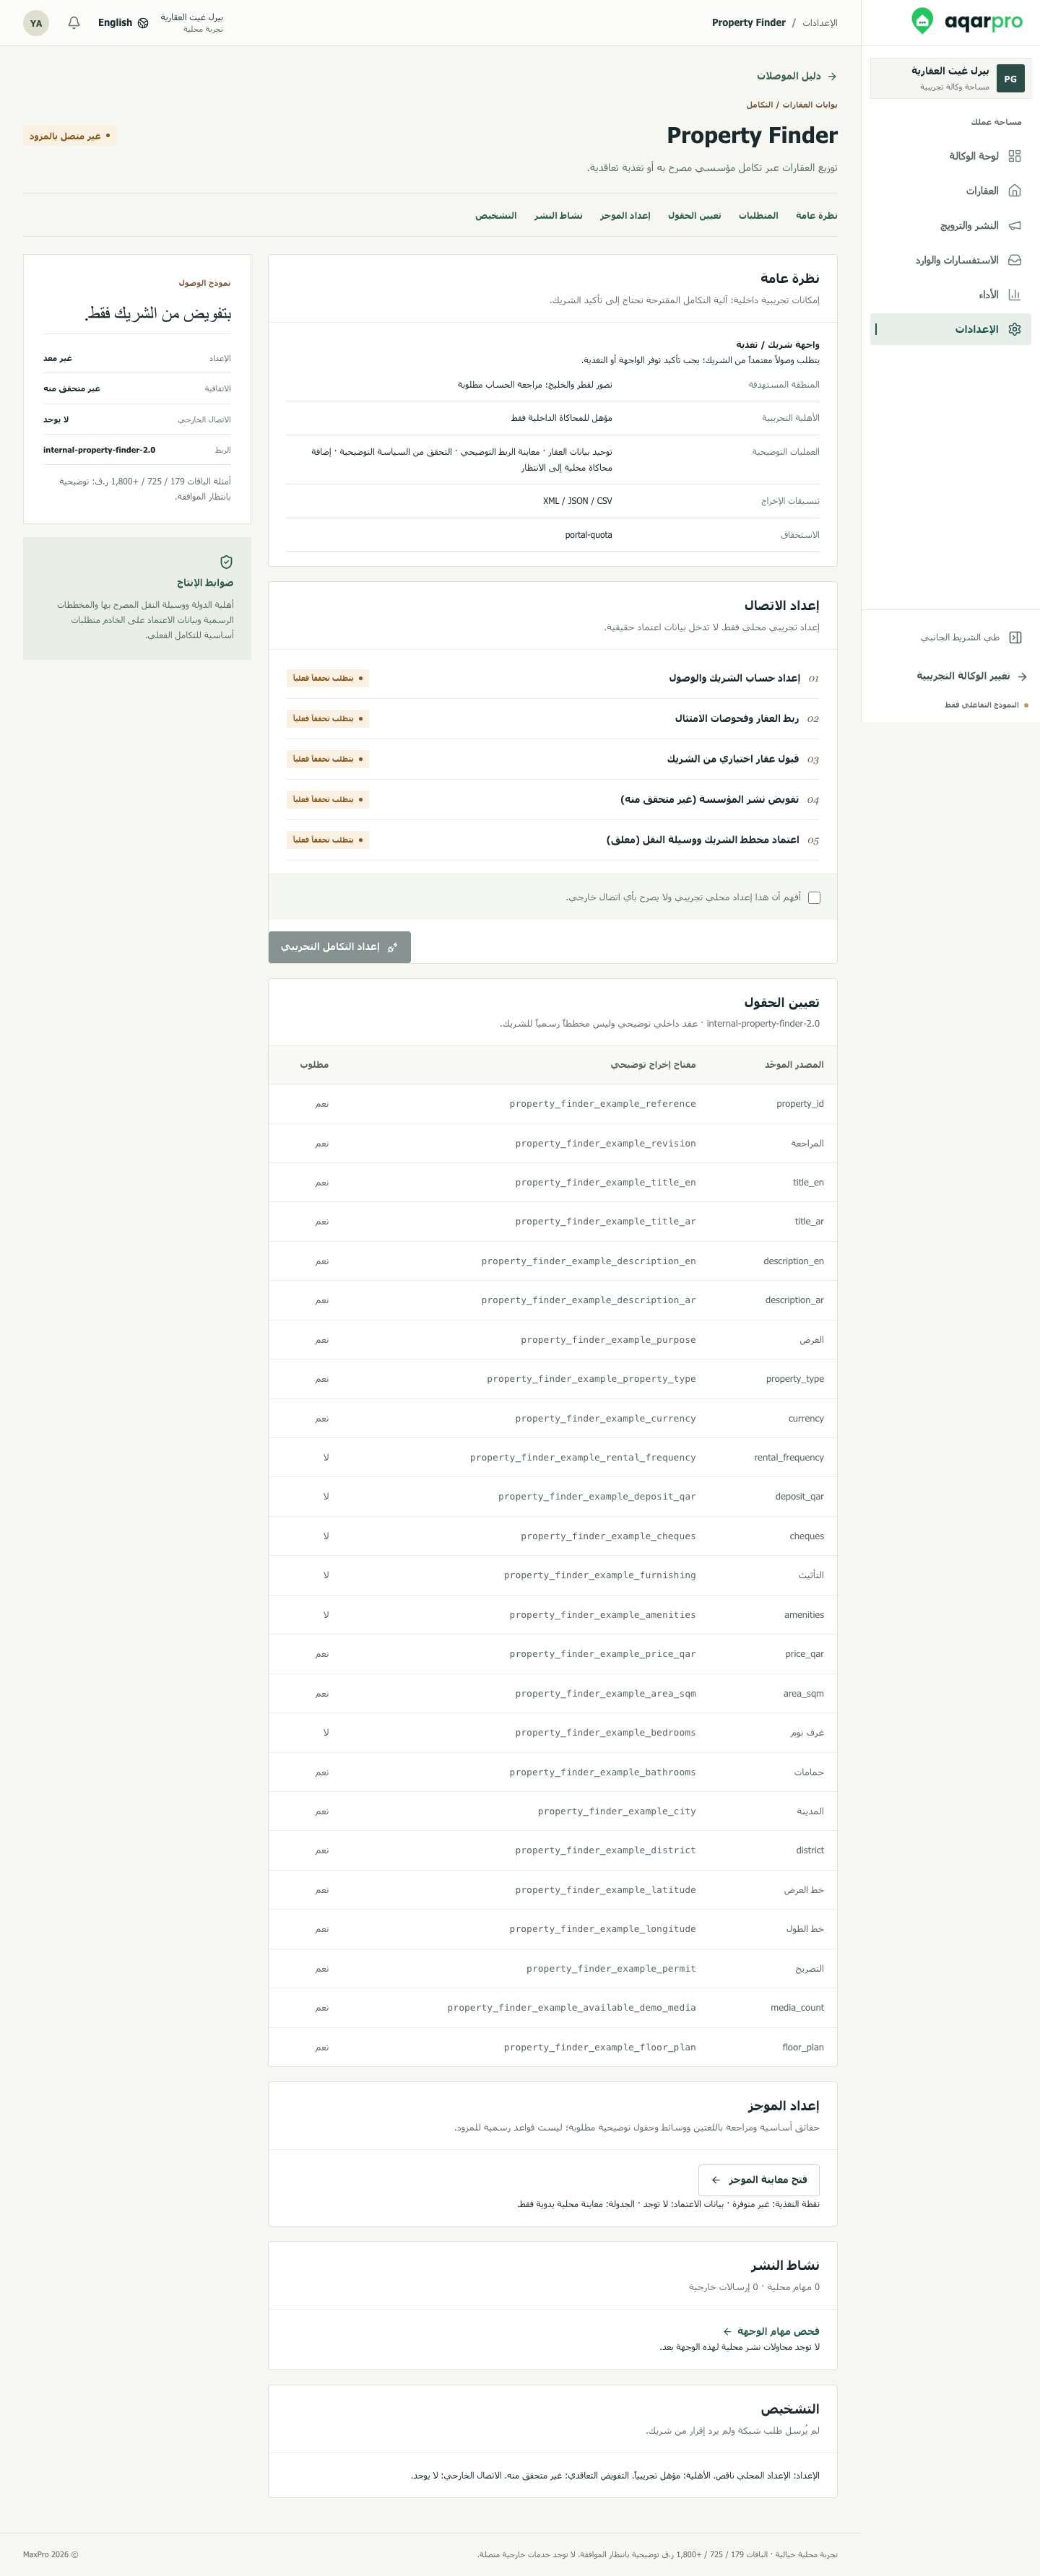 aqarpro
PG
بيرل غيت العقارية
مساحة وكالة تجريبية
مساحة عملك
لوحة الوكالة
العقارات
النشر والترويج
الاستفسارات والوارد
الأداء
الإعدادات
طي الشريط الجانبي
تغيير الوكالة التجريبية
النموذج التفاعلي فقط
الإعدادات / Property Finder
بيرل غيت العقارية
تجربة محلية
English
YA
دليل الموصلات
بوابات العقارات / التكامل
Property Finder
غير متصل بالمزود
توزيع العقارات عبر تكامل مؤسسي مصرح به أو تغذية تعاقدية.
نظرة عامة
المتطلبات
تعيين الحقول
إعداد الموجز
نشاط النشر
التشخيص
نظرة عامة
إمكانات تجريبية داخلية؛ آلية التكامل المقترحة تحتاج إلى تأكيد الشريك.
واجهة شريك / تغذية
يتطلب وصولاً معتمداً من الشريك؛ يجب تأكيد توفر الواجهة أو التغذية.
المنطقة المستهدفة
تصور لقطر والخليج؛ مراجعة الحساب مطلوبة
الأهلية التجريبية
مؤهل للمحاكاة الداخلية فقط
العمليات التوضيحية
توحيد بيانات العقار · معاينة الربط التوضيحي · التحقق من السياسة التوضيحية · إضافة
محاكاة محلية إلى الانتظار
تنسيقات الإخراج
XML / JSON / CSV
الاستحقاق
portal-quota
نموذج الوصول
بتفويض من الشريك فقط.
الإعداد
غير معد
الاتفاقية
غير متحقق منه
الاتصال الخارجي
لا يوجد
الربط
internal-property-finder-2.0
أمثلة الباقات 179 / 725 / +1,800 ر.ق: توضيحية
بانتظار الموافقة.
ضوابط الإنتاج
أهلية الدولة ووسيلة النقل المصرح بها والمخططات
الرسمية وبيانات الاعتماد على الخادم متطلبات
أساسية للتكامل الفعلي.
إعداد الاتصال
إعداد تجريبي محلي فقط. لا تدخل بيانات اعتماد حقيقية.
01 إعداد حساب الشريك والوصول
يتطلب تحققاً فعلياً
02 ربط العقار وفحوصات الامتثال
يتطلب تحققاً فعلياً
03 قبول عقار اختباري من الشريك
يتطلب تحققاً فعلياً
04 تفويض نشر المؤسسة (غير متحقق منه)
يتطلب تحققاً فعلياً
05 اعتماد مخطط الشريك ووسيلة النقل (معلق)
يتطلب تحققاً فعلياً
أفهم أن هذا إعداد محلي تجريبي ولا يصرح بأي اتصال خارجي.
إعداد التكامل التجريبي
تعيين الحقول
internal-property-finder-2.0 · عقد داخلي توضيحي وليس مخططاً رسمياً للشريك.
المصدر الموحّد
مفتاح إخراج توضيحي
مطلوب
property_id property_finder_example_reference نعم
المراجعة property_finder_example_revision نعم
title_en property_finder_example_title_en نعم
title_ar property_finder_example_title_ar نعم
description_en property_finder_example_description_en نعم
description_ar property_finder_example_description_ar نعم
الغرض property_finder_example_purpose نعم
property_type property_finder_example_property_type نعم
currency property_finder_example_currency نعم
rental_frequency property_finder_example_rental_frequency لا
deposit_qar property_finder_example_deposit_qar لا
cheques property_finder_example_cheques لا
التأثيث property_finder_example_furnishing لا
amenities property_finder_example_amenities لا
price_qar property_finder_example_price_qar نعم
area_sqm property_finder_example_area_sqm نعم
غرف نوم property_finder_example_bedrooms لا
حمامات property_finder_example_bathrooms نعم
المدينة property_finder_example_city نعم
district property_finder_example_district نعم
خط العرض property_finder_example_latitude نعم
خط الطول property_finder_example_longitude نعم
التصريح property_finder_example_permit نعم
media_count property_finder_example_available_demo_media نعم
floor_plan property_finder_example_floor_plan نعم
إعداد الموجز
حقائق أساسية ومراجعة باللغتين ووسائط وحقول توضيحية مطلوبة؛ ليست قواعد رسمية للمزود.
فتح معاينة الموجز
نقطة التغذية: غير متوفرة · بيانات الاعتماد: لا توجد · الجدولة: معاينة محلية يدوية فقط.
نشاط النشر
0 مهام محلية · 0 إرسالات خارجية
فحص مهام الوجهة
لا توجد محاولات نشر محلية لهذه الوجهة بعد.
التشخيص
لم يُرسل طلب شبكة ولم يرد إقرار من شريك.
الإعداد: الإعداد المحلي ناقص. الأهلية: مؤهل تجريبياً. التفويض التعاقدي: غير متحقق منه. الاتصال الخارجي: لا يوجد.
تجربة محلية خيالية · الباقات 179 / 725 / +1,800 ر.ق توضيحية بانتظار الموافقة. لا توجد خدمات خارجية متصلة.
© 2026 MaxPro